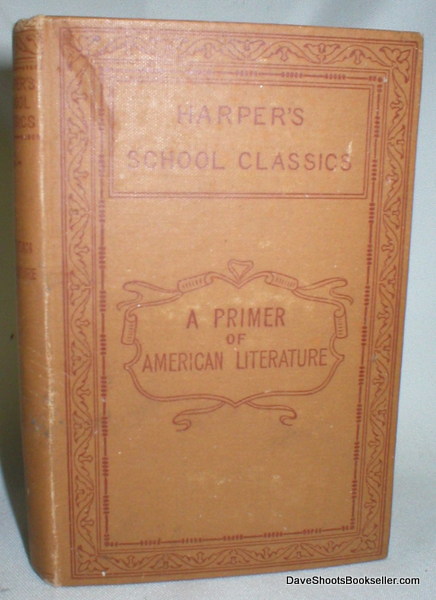 HARPER'S
SCHOOL CLASSICS
A PRIMER
OF
AMERICAN LITERATURE
DaveShootsBookseller.com